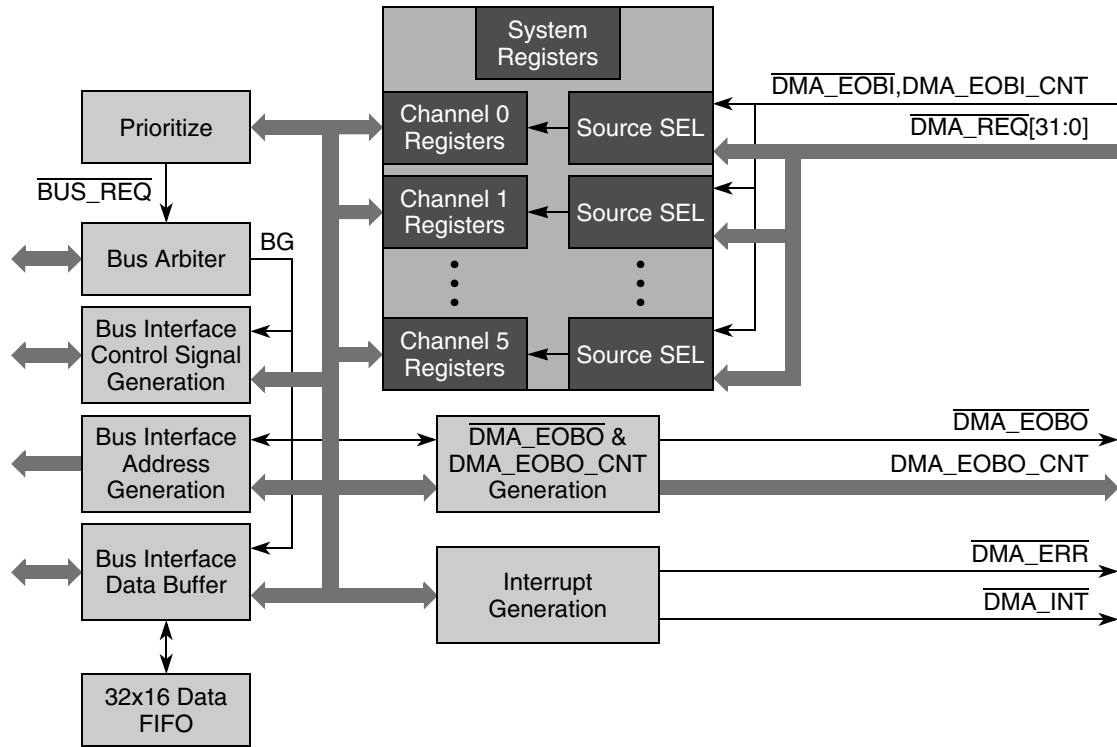 System
Registers
DMA_EOBI,DMA_EOBI_CNT
Channel 0
Registers
Source SEL
Prioritize
DMA_REQ[31:0]
BUS_REQ
Channel 1
Registers
Source SEL
Bus Arbiter
BG
Bus Interface
Control Signal
Generation
Channel 5
Registers
Source SEL
Bus Interface
Address
Generation
DMA_EOBO &
DMA_EOBO_CNT
Generation
DMA_EOBO
DMA_EOBO_CNT
Bus Interface
Data Buffer
Interrupt
Generation
DMA_ERR
DMA_INT
32x16 Data
FIFO